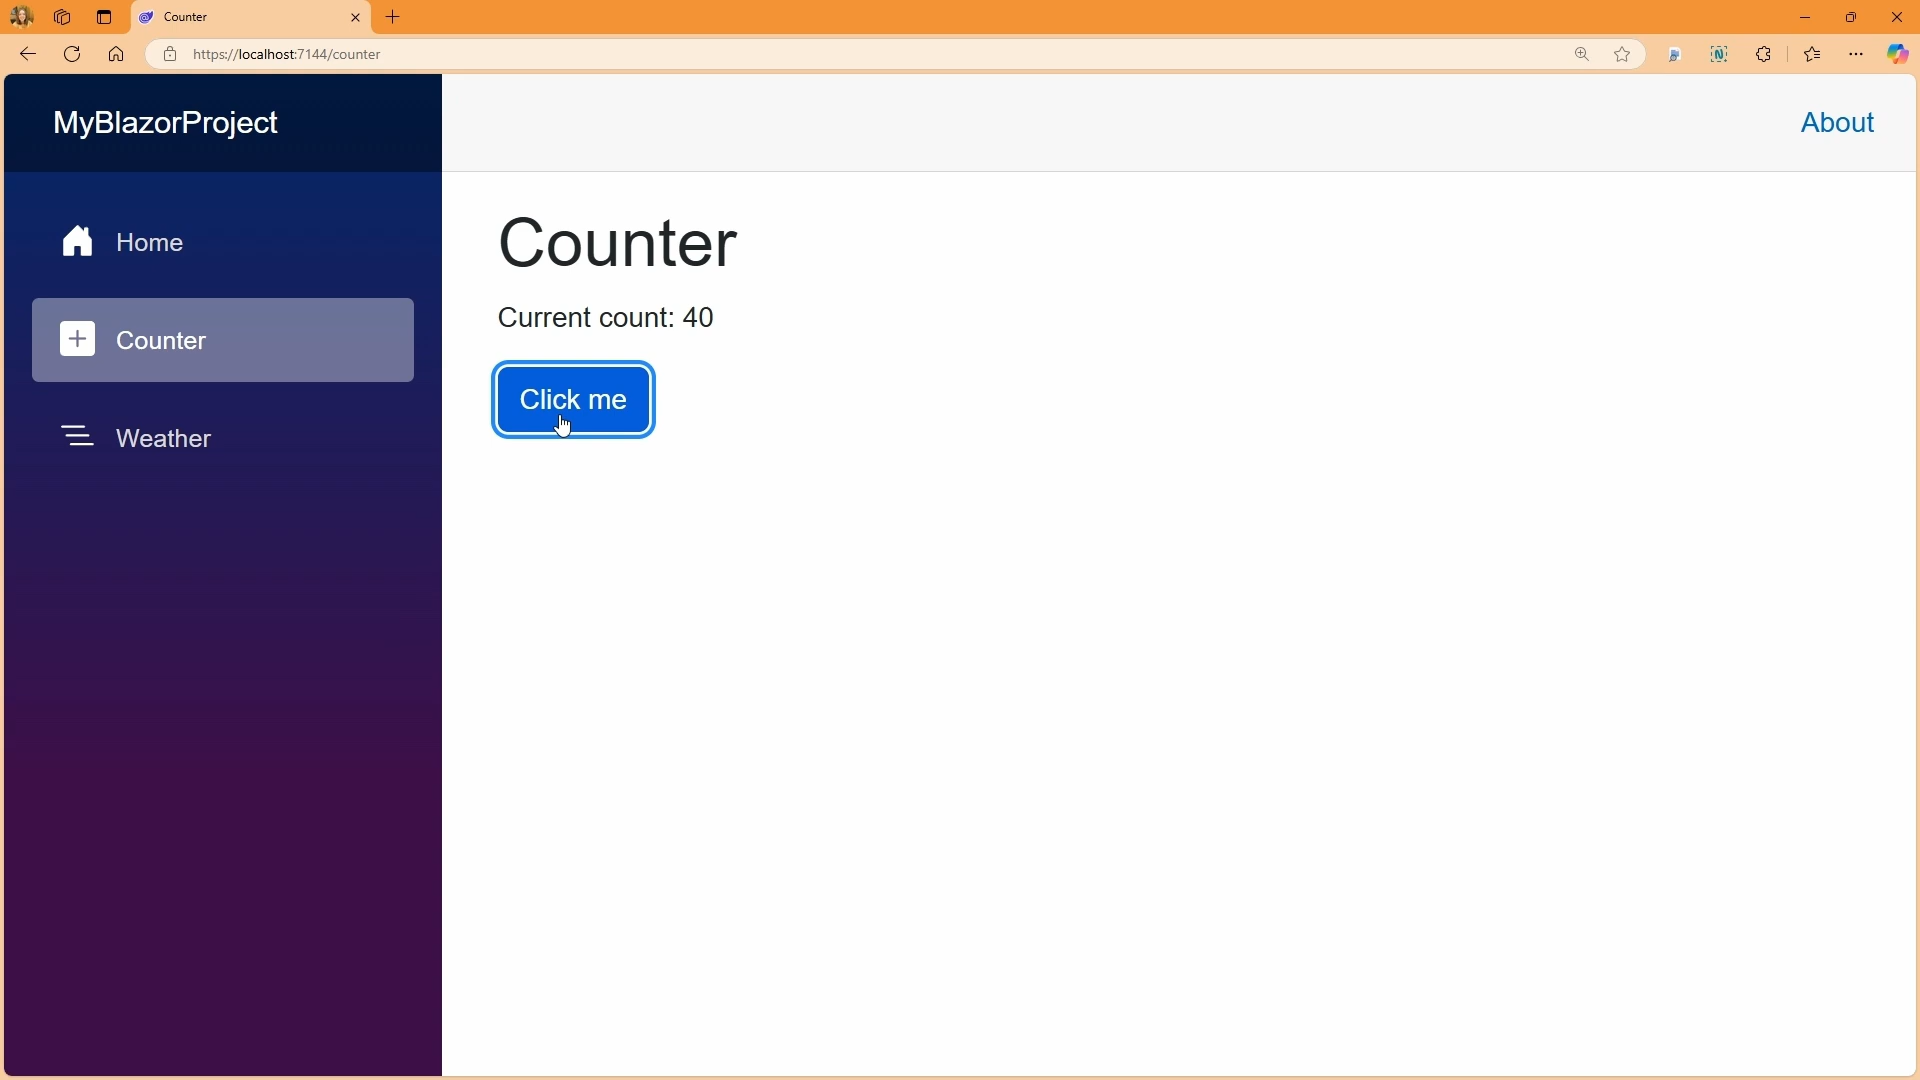 Counter
https://localhost:7144/counter
MyBlazorProject
About
Home
Counter
Weather
Counter
Current count: 40
Click me